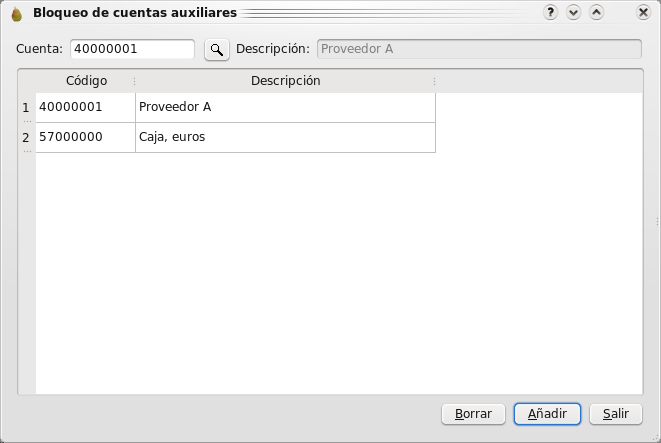 Bloqueo de cuentas auxiliares
Cuenta: 40000001 Descripción: Proveedor A
Código Descripción
1 40000001 Proveedor A
2 57000000 Caja, euros
Borrar Añadir Salir